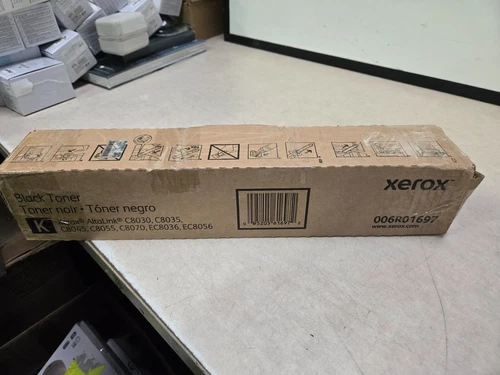 Black Toner
Toner noir • Tóner negro
K
Xerox® AltaLink® C8030, C8035,
C8045, C8055, C8070, EC8036, EC8056
xerox™
006R01697
www.xerox.com